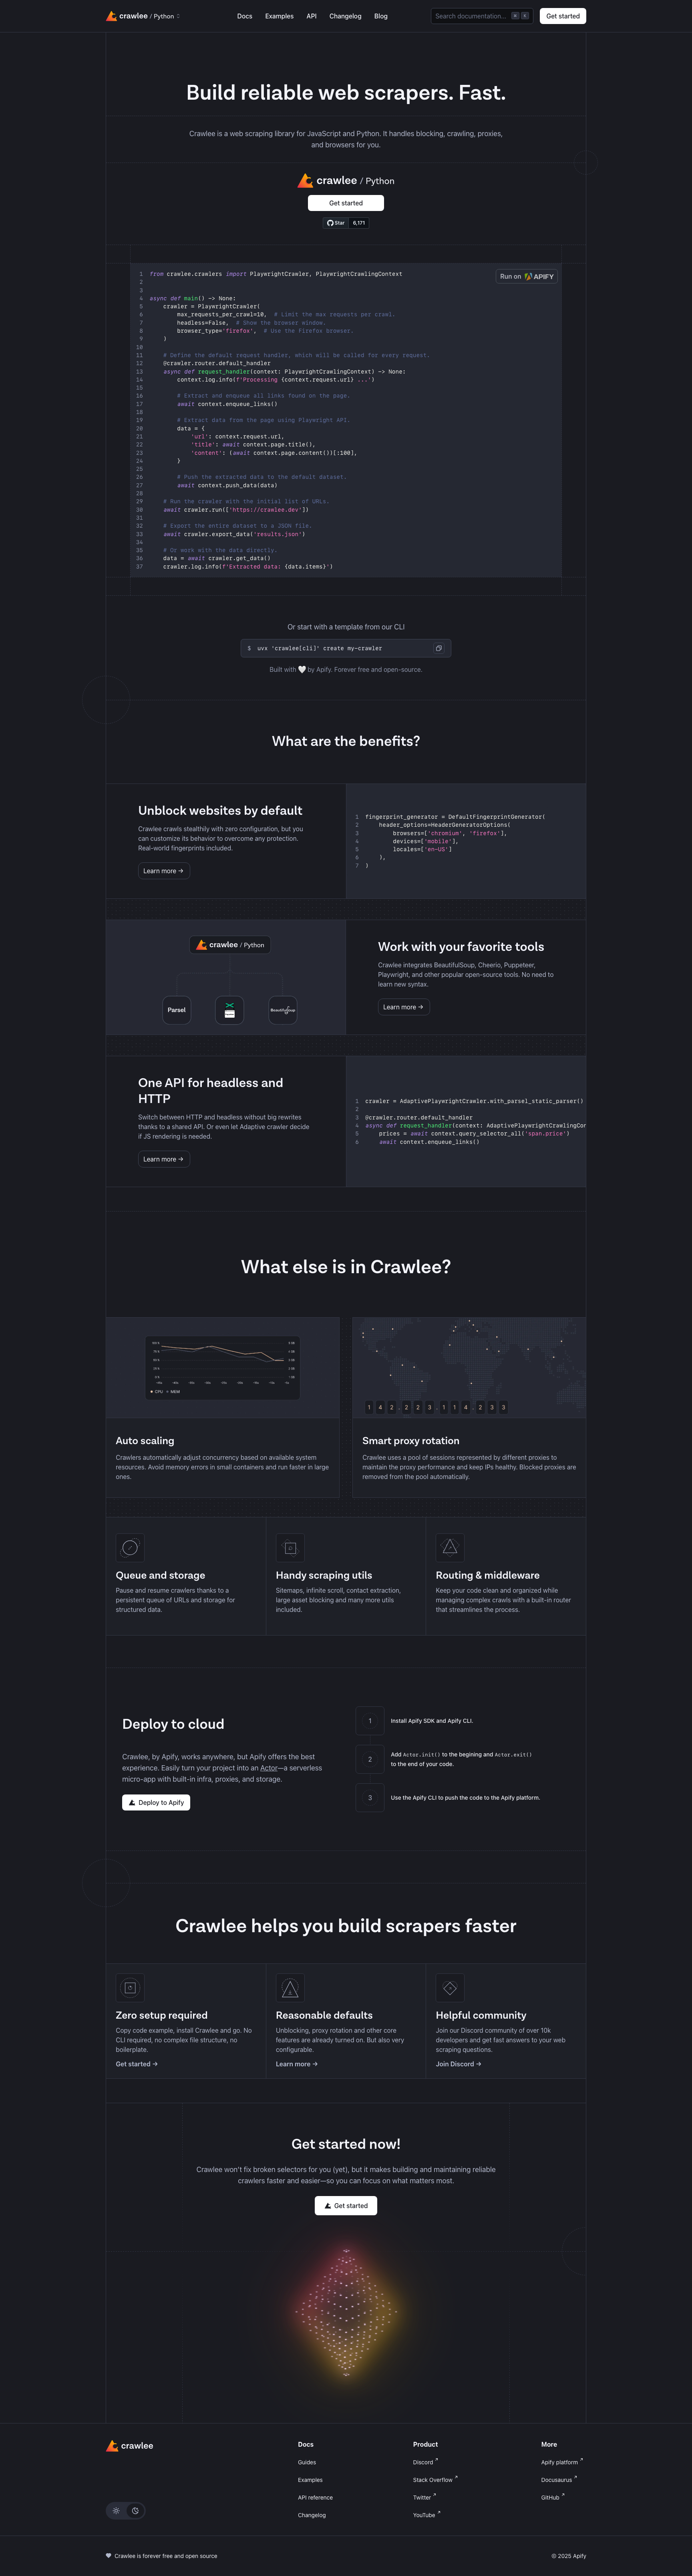 crawlee / Python
Docs Examples API Changelog Blog
Search documentation...
Get started
Build reliable web scrapers. Fast.
Crawlee is a web scraping library for JavaScript and Python. It handles blocking, crawling, proxies,
and browsers for you.
crawlee / Python
Get started
Star 6,171
Run on APIFY
1 from crawlee.crawlers import PlaywrightCrawler, PlaywrightCrawlingContext
2
3
4 async def main() -> None:
5 crawler = PlaywrightCrawler(
6 max_requests_per_crawl=10, # Limit the max requests per crawl.
7 headless=False, # Show the browser window.
8 browser_type='firefox', # Use the Firefox browser.
9 )
10
11 # Define the default request handler, which will be called for every request.
12 @crawler.router.default_handler
13 async def request_handler(context: PlaywrightCrawlingContext) -> None:
14 context.log.info(f'Processing {context.request.url} ...')
15
16 # Extract and enqueue all links found on the page.
17 await context.enqueue_links()
18
19 # Extract data from the page using Playwright API.
20 data = {
21 'url': context.request.url,
22 'title': await context.page.title(),
23 'content': (await context.page.content())[:100],
24 }
25
26 # Push the extracted data to the default dataset.
27 await context.push_data(data)
28
29 # Run the crawler with the initial list of URLs.
30 await crawler.run(['https://crawlee.dev'])
31
32 # Export the entire dataset to a JSON file.
33 await crawler.export_data('results.json')
34
35 # Or work with the data directly.
36 data = await crawler.get_data()
37 crawler.log.info(f'Extracted data: {data.items}')
Or start with a template from our CLI
$ uvx 'crawlee[cli]' create my-crawler
Built with 🤍 by Apify. Forever free and open-source.
What are the benefits?
Unblock websites by default
Crawlee crawls stealthily with zero configuration, but you
can customize its behavior to overcome any protection.
Real-world fingerprints included.
Learn more →
1 fingerprint_generator = DefaultFingerprintGenerator(
2 header_options=HeaderGeneratorOptions(
3 browsers=['chromium', 'firefox'],
4 devices=['mobile'],
5 locales=['en-US']
6 ),
7 )
crawlee / Python
Parsel
BeautifulSoup
Work with your favorite tools
Crawlee integrates BeautifulSoup, Cheerio, Puppeteer,
Playwright, and other popular open-source tools. No need to
learn new syntax.
Learn more →
One API for headless and
HTTP
Switch between HTTP and headless without big rewrites
thanks to a shared API. Or even let Adaptive crawler decide
if JS rendering is needed.
Learn more →
1 crawler = AdaptivePlaywrightCrawler.with_parsel_static_parser()
2
3 @crawler.router.default_handler
4 async def request_handler(context: AdaptivePlaywrightCrawlingCon
5 prices = await context.query_selector_all('span.price')
6 await context.enqueue_links()
What else is in Crawlee?
CPU MEM
1 4 2 . 2 2 3 . 1 1 4 . 2 3 3
Auto scaling
Crawlers automatically adjust concurrency based on available system
resources. Avoid memory errors in small containers and run faster in large
ones.
Smart proxy rotation
Crawlee uses a pool of sessions represented by different proxies to
maintain the proxy performance and keep IPs healthy. Blocked proxies are
removed from the pool automatically.
Queue and storage
Pause and resume crawlers thanks to a
persistent queue of URLs and storage for
structured data.
Handy scraping utils
Sitemaps, infinite scroll, contact extraction,
large asset blocking and many more utils
included.
Routing & middleware
Keep your code clean and organized while
managing complex crawls with a built-in router
that streamlines the process.
Deploy to cloud
Crawlee, by Apify, works anywhere, but Apify offers the best
experience. Easily turn your project into an Actor—a serverless
micro-app with built-in infra, proxies, and storage.
Deploy to Apify
1 Install Apify SDK and Apify CLI.
2 Add Actor.init() to the begining and Actor.exit()
to the end of your code.
3 Use the Apify CLI to push the code to the Apify platform.
Crawlee helps you build scrapers faster
Zero setup required
Copy code example, install Crawlee and go. No
CLI required, no complex file structure, no
boilerplate.
Get started →
Reasonable defaults
Unblocking, proxy rotation and other core
features are already turned on. But also very
configurable.
Learn more →
Helpful community
Join our Discord community of over 10k
developers and get fast answers to your web
scraping questions.
Join Discord →
Get started now!
Crawlee won't fix broken selectors for you (yet), but it makes building and maintaining reliable
crawlers faster and easier—so you can focus on what matters most.
Get started
crawlee
Docs
Guides
Examples
API reference
Changelog
Product
Discord ↗
Stack Overflow ↗
Twitter ↗
YouTube ↗
More
Apify platform ↗
Docusaurus ↗
GitHub ↗
Crawlee is forever free and open source
© 2025 Apify